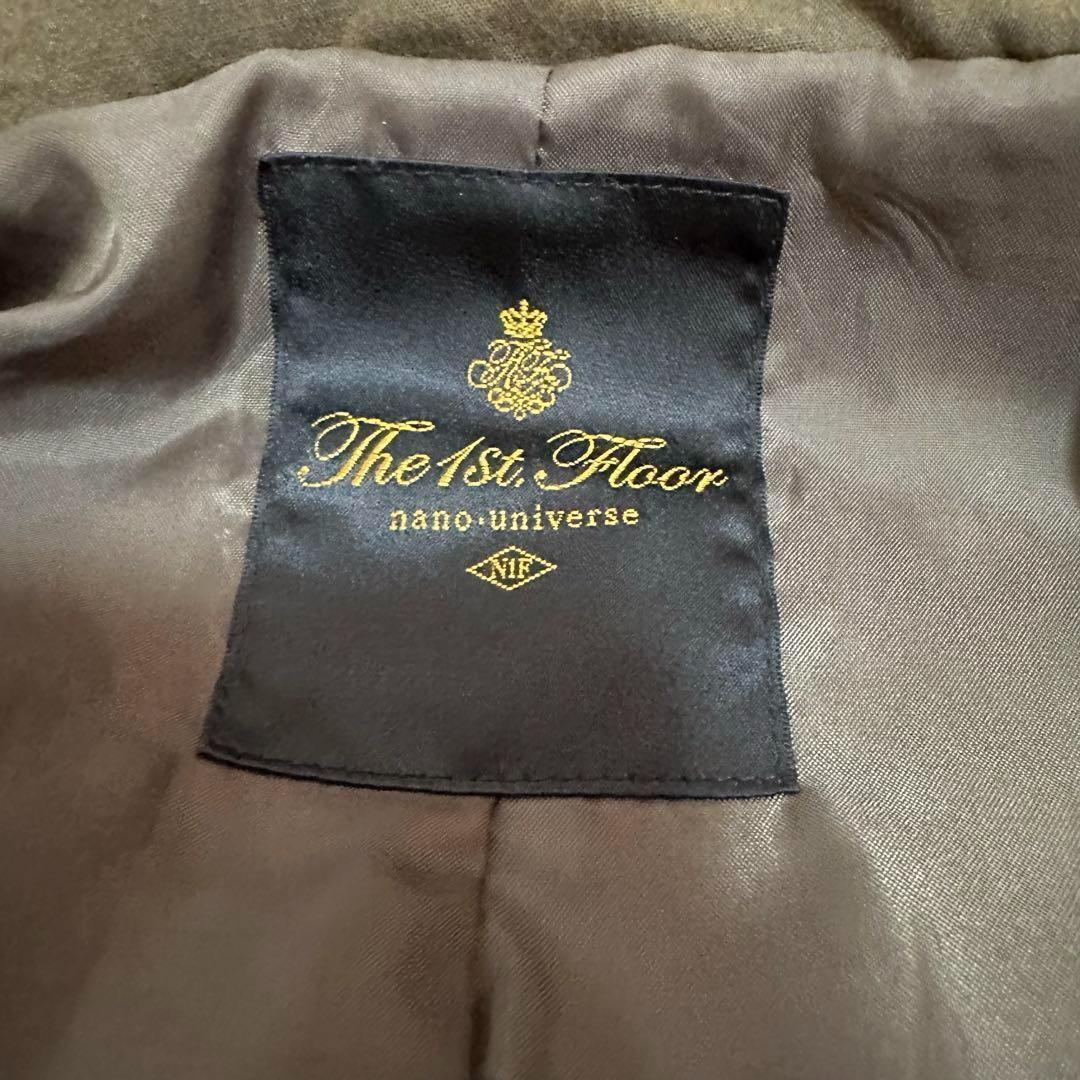 The 1st. Floor
nano·universe
N1F